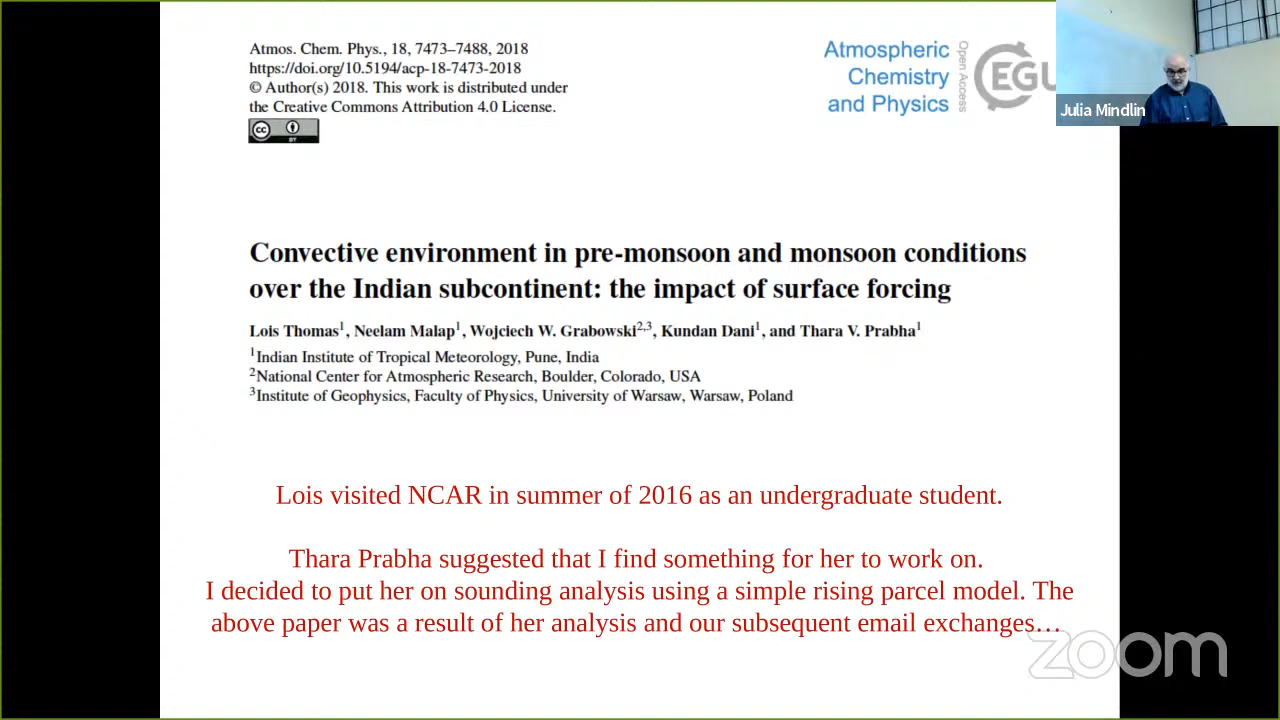 Atmos. Chem. Phys., 18, 7473–7488, 2018
https://doi.org/10.5194/acp-18-7473-2018
© Author(s) 2018. This work is distributed under
the Creative Commons Attribution 4.0 License.
cc
BY
Atmospheric
Chemistry
and Physics
Open Access
EGU
Julia Mindlin
Convective environment in pre-monsoon and monsoon conditions
over the Indian subcontinent: the impact of surface forcing
Lois Thomas1, Neelam Malap1, Wojciech W. Grabowski2,3, Kundan Dani1, and Thara V. Prabha1
1Indian Institute of Tropical Meteorology, Pune, India
2National Center for Atmospheric Research, Boulder, Colorado, USA
3Institute of Geophysics, Faculty of Physics, University of Warsaw, Warsaw, Poland
Lois visited NCAR in summer of 2016 as an undergraduate student.
Thara Prabha suggested that I find something for her to work on.
I decided to put her on sounding analysis using a simple rising parcel model. The
above paper was a result of her analysis and our subsequent email exchanges…
zoom